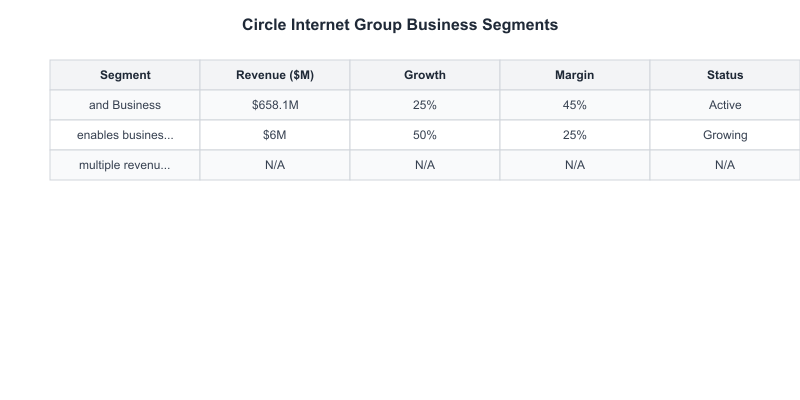 Circle Internet Group Business Segments
Segment Revenue ($M) Growth Margin Status
and Business $658.1M 25% 45% Active
enables busines... $6M 50% 25% Growing
multiple revenu... N/A N/A N/A N/A